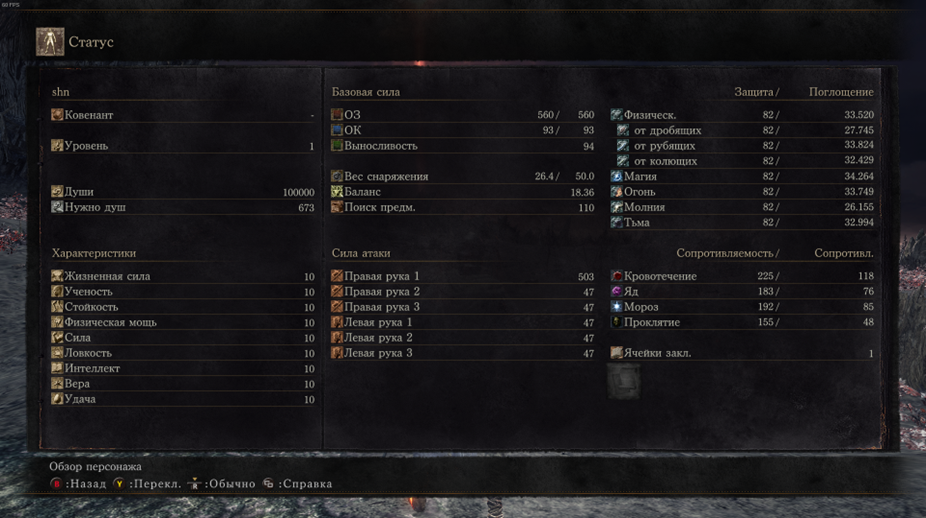 60 FPS
Статус
shn
Ковенант -
Уровень 1
Души 100000
Нужно душ 673
Характеристики
Жизненная сила 10
Ученость 10
Стойкость 10
Физическая мощь 10
Сила 10
Ловкость 10
Интеллект 10
Вера 10
Удача 10
Базовая сила
ОЗ 560/ 560
ОК 93/ 93
Выносливость 94
Вес снаряжения 26.4/ 50.0
Баланс 18.36
Поиск предм. 110
Сила атаки
Правая рука 1 503
Правая рука 2 47
Правая рука 3 47
Левая рука 1 47
Левая рука 2 47
Левая рука 3 47
Защита/ Поглощение
Физическ. 82/ 33.520
от дробящих 82/ 27.745
от рубящих 82/ 33.824
от колющих 82/ 32.429
Магия 82/ 34.264
Огонь 82/ 33.749
Молния 82/ 26.155
Тьма 82/ 32.994
Сопротивляемость/ Сопротивл.
Кровотечение 225/ 118
Яд 183/ 76
Мороз 192/ 85
Проклятие 155/ 48
Ячейки закл. 1
Обзор персонажа
B :Назад Y :Перекл. R :Обычно :Справка